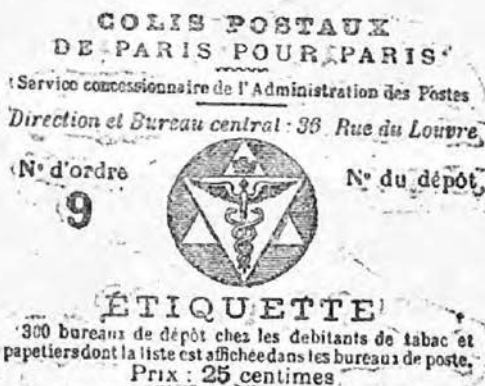 COLIS POSTAUX
DE PARIS POUR PARIS
Service concessionnaire de l'Administration des Postes
Direction et Bureau central : 36 Rue du Louvre
N° d'ordre
9
N° du dépôt
ÉTIQUETTE
300 bureaux de dépôt chez les debitants de tabac et
papetiers dont la liste est affichée dans les bureaux de poste.
Prix : 25 centimes